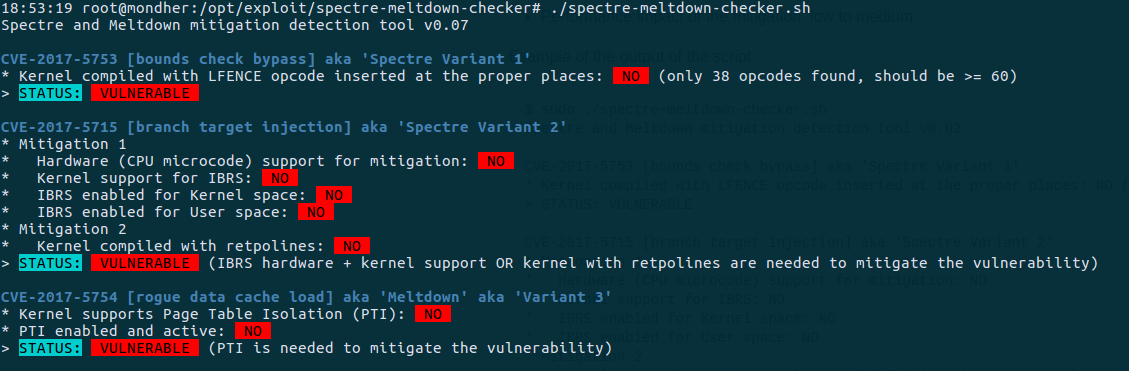 18:53:19 root@mondher:/opt/exploit/spectre-meltdown-checker# ./spectre-meltdown-checker.sh
Spectre and Meltdown mitigation detection tool v0.07
CVE-2017-5753 [bounds check bypass] aka 'Spectre Variant 1'
* Kernel compiled with LFENCE opcode inserted at the proper places: NO (only 38 opcodes found, should be >= 60)
> STATUS: VULNERABLE
CVE-2017-5715 [branch target injection] aka 'Spectre Variant 2'
* Mitigation 1
* Hardware (CPU microcode) support for mitigation: NO
* Kernel support for IBRS: NO
* IBRS enabled for Kernel space: NO
* IBRS enabled for User space: NO
* Mitigation 2
* Kernel compiled with retpolines: NO
> STATUS: VULNERABLE (IBRS hardware + kernel support OR kernel with retpolines are needed to mitigate the vulnerability)
CVE-2017-5754 [rogue data cache load] aka 'Meltdown' aka 'Variant 3'
* Kernel supports Page Table Isolation (PTI): NO
* PTI enabled and active: NO
> STATUS: VULNERABLE (PTI is needed to mitigate the vulnerability)